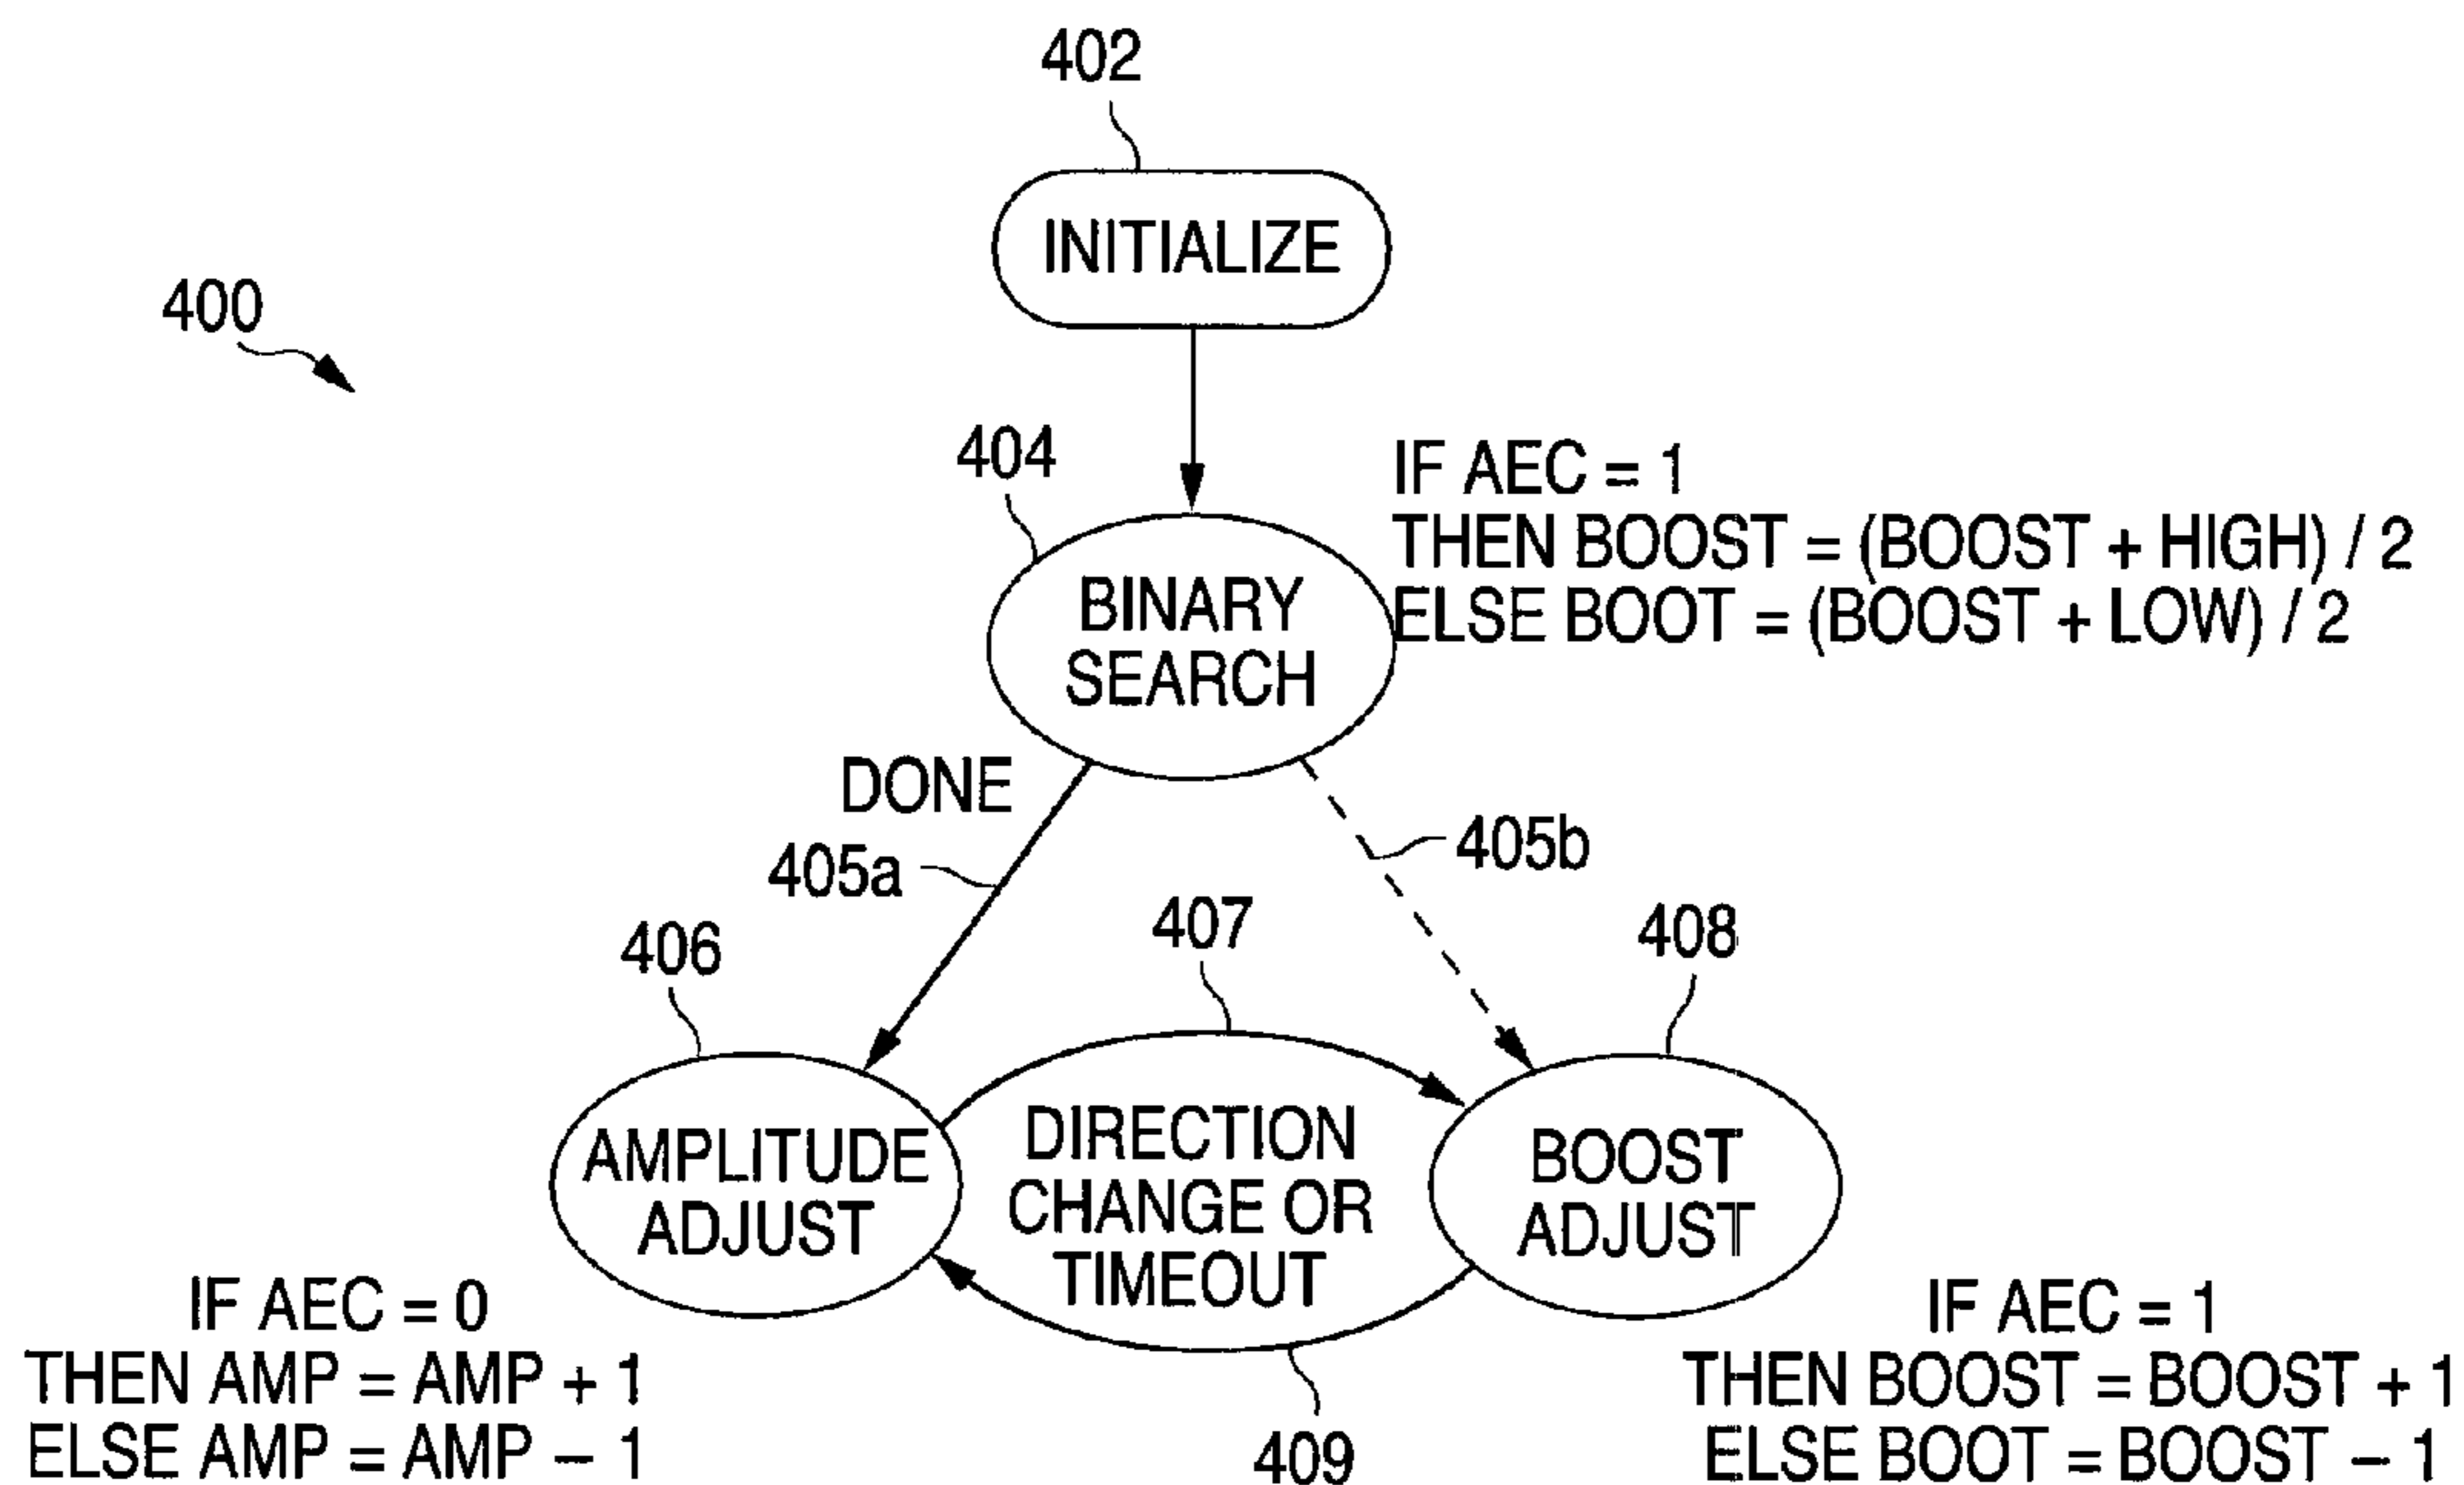 402
INITIALIZE
400
404
IF AEC = 1
THEN BOOST = (BOOST + HIGH) / 2
ELSE BOOT = (BOOST + LOW) / 2
BINARY
SEARCH
DONE
405a
405b
406
407
408
AMPLITUDE
ADJUST
DIRECTION
CHANGE OR
TIMEOUT
BOOST
ADJUST
IF AEC = 0
THEN AMP = AMP + 1
ELSE AMP = AMP – 1
409
IF AEC = 1
THEN BOOST = BOOST + 1
ELSE BOOT = BOOST – 1